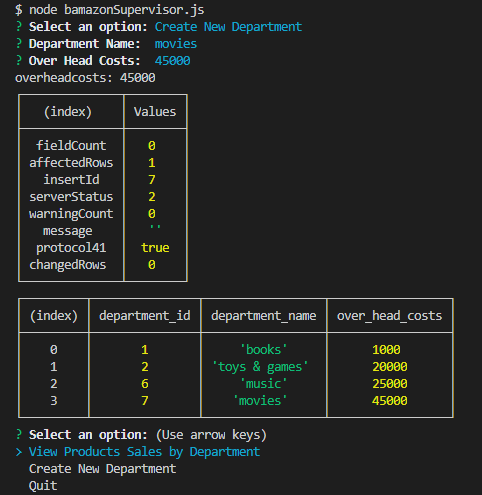 $ node bamazonSupervisor.js
? Select an option: Create New Department
? Department Name:  movies
? Over Head Costs:  45000
overheadcosts: 45000
(index) Values
fieldCount 0
affectedRows 1
insertId 7
serverStatus 2
warningCount 0
message ''
protocol41 true
changedRows 0
(index) department_id department_name over_head_costs
0 1 'books' 1000
1 2 'toys & games' 20000
2 6 'music' 25000
3 7 'movies' 45000
? Select an option: (Use arrow keys)
> View Products Sales by Department
Create New Department
Quit